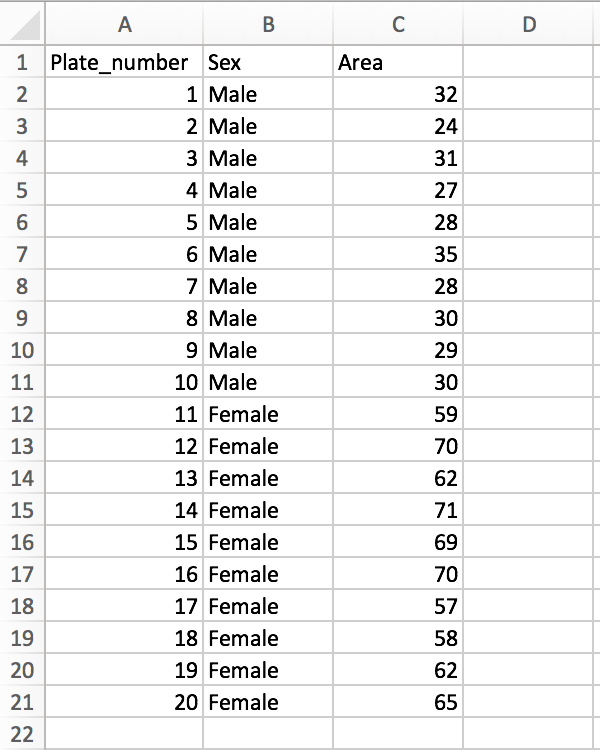 A B C D
1 Plate_number Sex Area
2 1 Male 32
3 2 Male 24
4 3 Male 31
5 4 Male 27
6 5 Male 28
7 6 Male 35
8 7 Male 28
9 8 Male 30
10 9 Male 29
11 10 Male 30
12 11 Female 59
13 12 Female 70
14 13 Female 62
15 14 Female 71
16 15 Female 69
17 16 Female 70
18 17 Female 57
19 18 Female 58
20 19 Female 62
21 20 Female 65
22